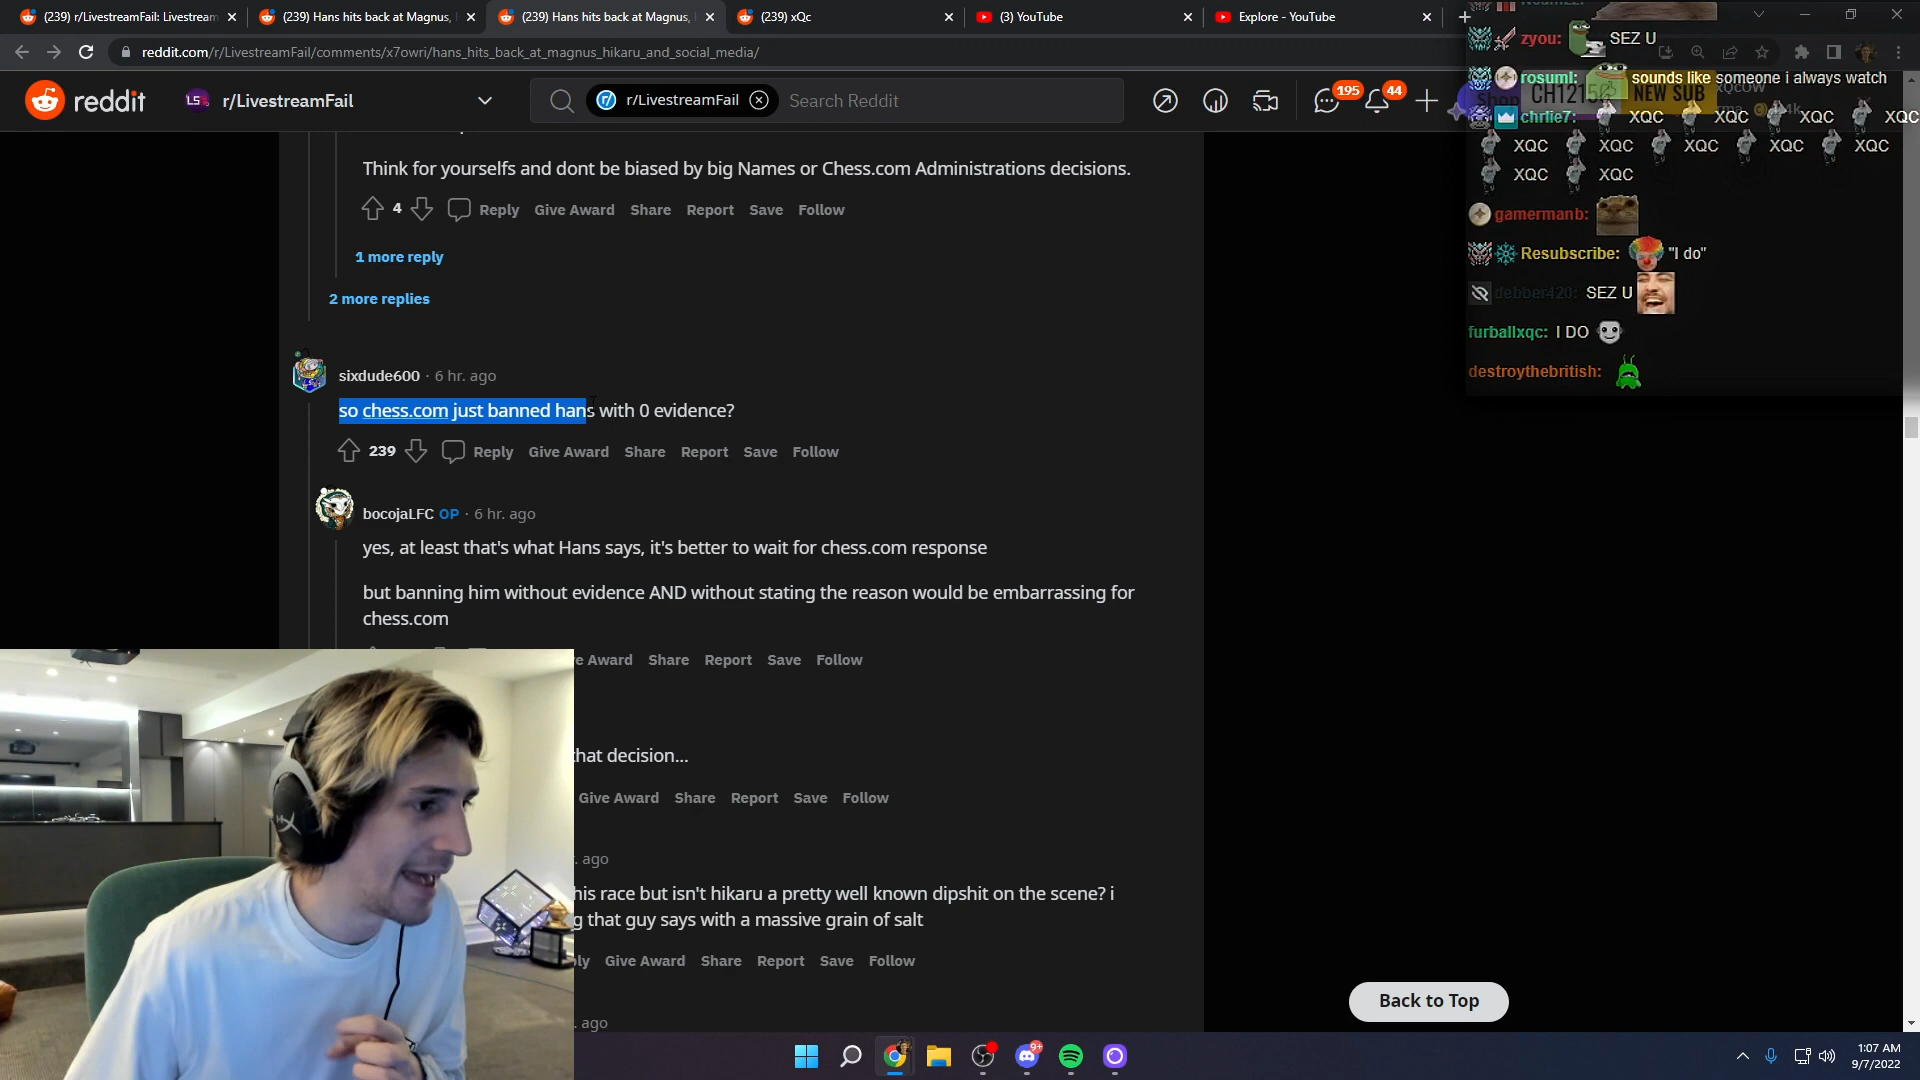 (239) r/LivestreamFail: Livestream
(239) Hans hits back at Magnus,
(239) Hans hits back at Magnus,
(239) xQc
(3) YouTube
Explore - YouTube
reddit.com/r/LivestreamFail/comments/x7owri/hans_hits_back_at_magnus_hikaru_and_social_media/
reddit
r/LivestreamFail
r/LivestreamFail
Search Reddit
195
44
zyou: SEZ U
rosuml: sounds like someone i always watch
NEW SUB
chrlie7: XQC XQC XQC XQC
XQC XQC XQC XQC XQC
XQC XQC
gamermanb:
Resubscribe: "I do"
debber420: SEZ U
furballxqc: I DO
destroythebritish:
Think for yourselfs and dont be biased by big Names or Chess.com Administrations decisions.
4 Reply Give Award Share Report Save Follow
1 more reply
2 more replies
sixdude600 · 6 hr. ago
so chess.com just banned hans with 0 evidence?
239 Reply Give Award Share Report Save Follow
bocojaLFC OP · 6 hr. ago
yes, at least that's what Hans says, it's better to wait for chess.com response
but banning him without evidence AND without stating the reason would be embarrassing for
chess.com
e Award Share Report Save Follow
that decision...
Give Award Share Report Save Follow
. ago
his race but isn't hikaru a pretty well known dipshit on the scene? i
g that guy says with a massive grain of salt
ly Give Award Share Report Save Follow
. ago
Back to Top
9+
1:07 AM
9/7/2022